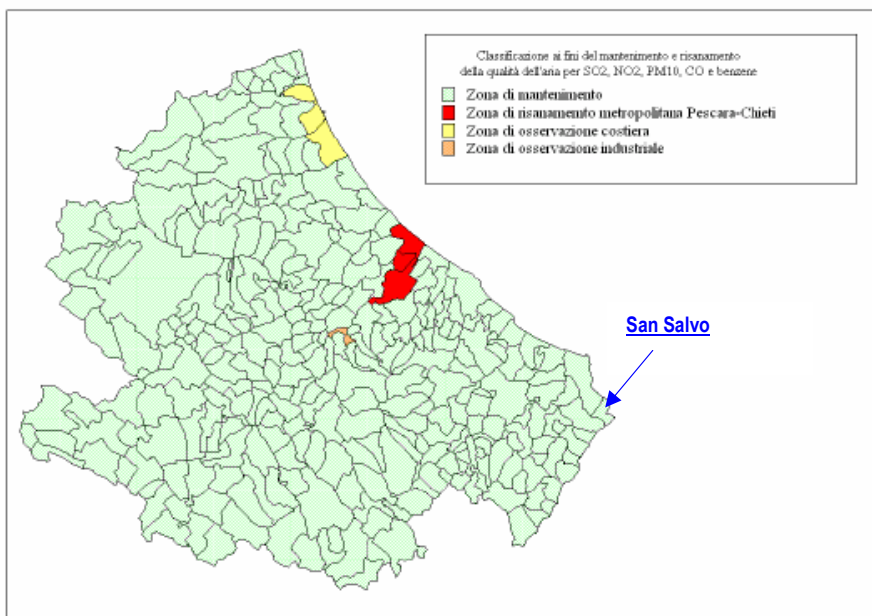 Classificazione ai fini del mantenimento e risanamento
della qualità dell'aria per SO2, NO2, PM10, CO e benzene
Zona di mantenimento
Zona di risanamemto metropolitana Pescara-Chieti
Zona di osservazione costiera
Zona di osservazione industriale
San Salvo